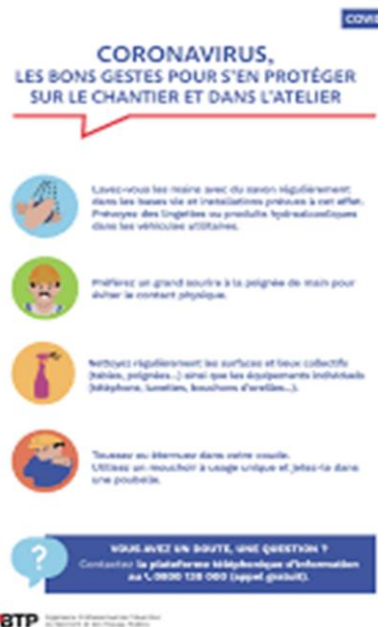 COVID
CORONAVIRUS,
LES BONS GESTES POUR S'EN PROTÉGER
SUR LE CHANTIER ET DANS L'ATELIER
Lavez-vous les mains avec du savon régulièrement
dans les bases vie et installations prévues à cet effet.
Prévoyez des lingettes ou produits hydroalcooliques
dans les véhicules utilitaires.
Préférez un grand sourire à la poignée de main pour
éviter le contact physique.
Nettoyez régulièrement les surfaces et lieux collectifs
(tables, poignées...) ainsi que les équipements individuels
(téléphone, lunettes, bouchons d'oreilles...).
Toussez ou éternuez dans votre coude.
Utilisez un mouchoir à usage unique et jetez-le dans
une poubelle.
VOUS AVEZ UN DOUTE, UNE QUESTION ?
Contactez la plateforme téléphonique d'information
au 0800 130 000 (appel gratuit).
BTP